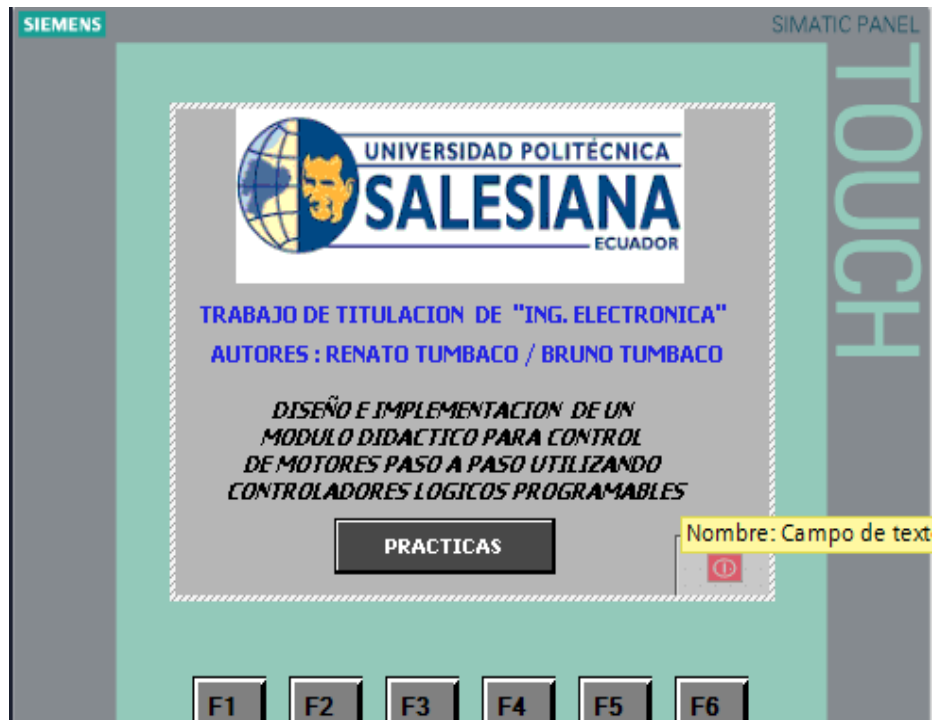 SIEMENS
SIMATIC PANEL
TOUCH
UNIVERSIDAD POLITÉCNICA
SALESIANA
ECUADOR
TRABAJO DE TITULACION DE "ING. ELECTRONICA"
AUTORES : RENATO TUMBACO / BRUNO TUMBACO
DISEÑO E IMPLEMENTACION DE UN
MODULO DIDACTICO PARA CONTROL
DE MOTORES PASO A PASO UTILIZANDO
CONTROLADORES LOGICOS PROGRAMABLES
PRACTICAS
Nombre: Campo de text
F1 F2 F3 F4 F5 F6